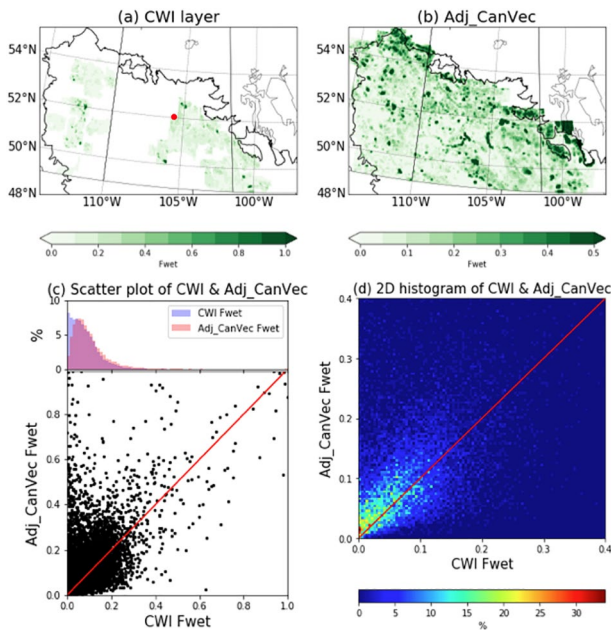 (a) CWI layer (b) Adj_CanVec
54°N 54°N
52°N 52°N
50°N 50°N
48°N 48°N
110°W 105°W 100°W 110°W 105°W 100°W
0.0 0.2 0.4 0.6 0.8 1.0 0.0 0.1 0.2 0.3 0.4 0.5
Fwet Fwet
(c) Scatter plot of CWI & Adj_CanVec (d) 2D histogram of CWI & Adj_CanVec
10
5
0
%
CWI Fwet
Adj_CanVec Fwet
0.8
0.6
0.4
0.2
0.0
Adj_CanVec Fwet
0.0 0.2 0.4 0.6 0.8 1.0
CWI Fwet
0.4
0.3
0.2
0.1
0.0
Adj_CanVec Fwet
0.0 0.1 0.2 0.3 0.4
CWI Fwet
0 5 10 15 20 25 30
%